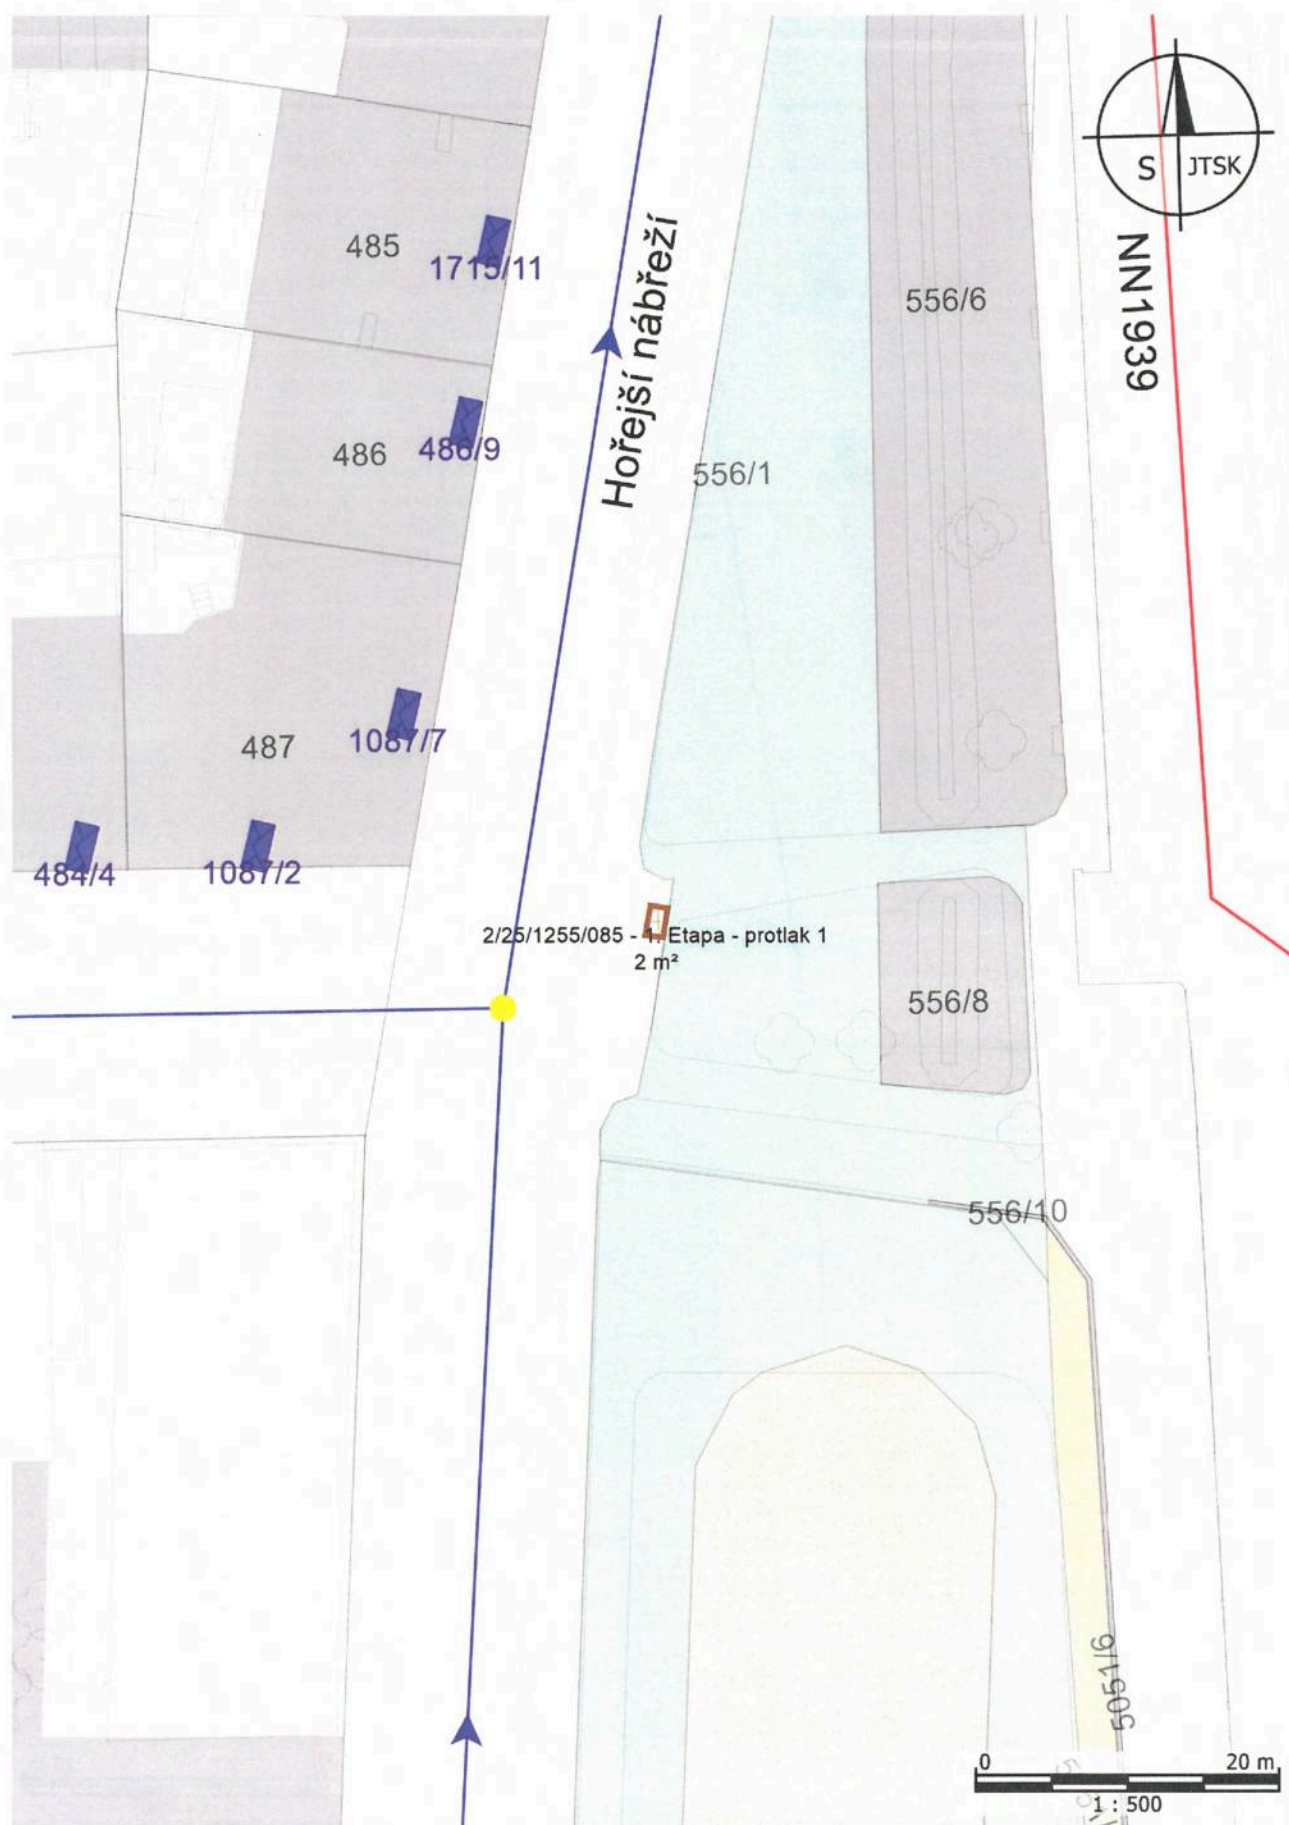 S JTSK
485
1715/11
Hořejší nábřeží
NN1939
556/6
486
486/9
556/1
487
1087/7
484/4
1087/2
2/25/1255/085 - 1. Etapa - protlak 1
2 m²
556/8
556/10
5051/6
0 20 m
1 : 500